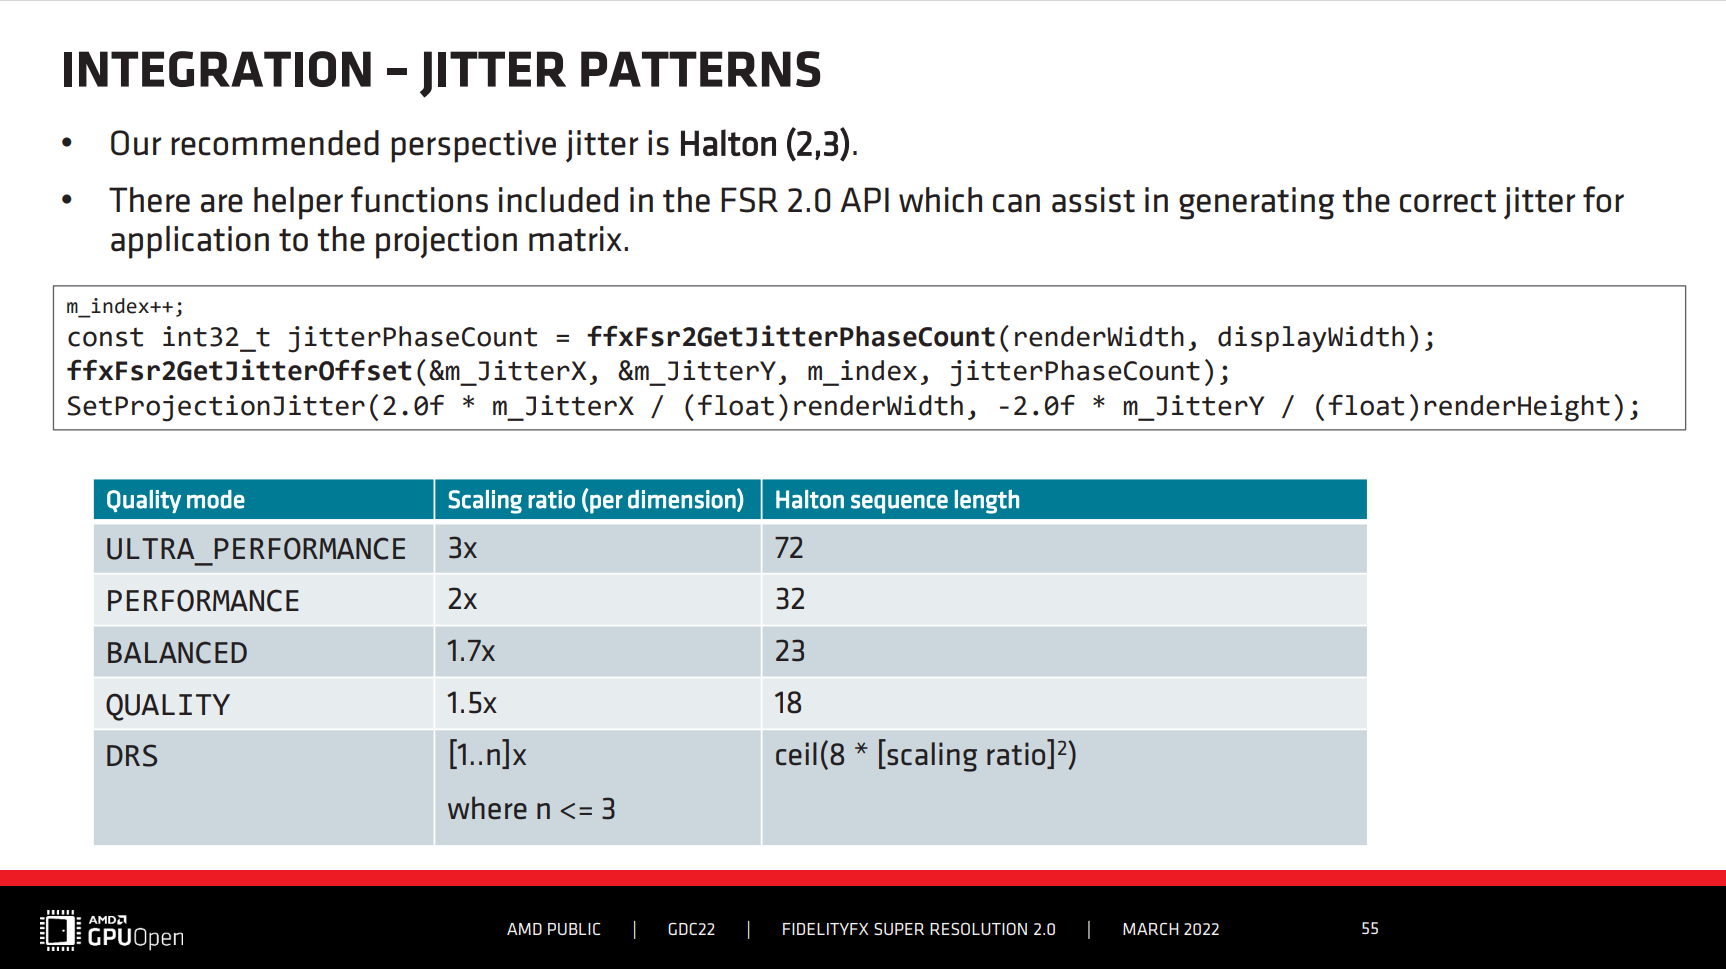 INTEGRATION – JITTER PATTERNS
• Our recommended perspective jitter is Halton (2,3).
• There are helper functions included in the FSR 2.0 API which can assist in generating the correct jitter for
application to the projection matrix.
m_index++;
const int32_t jitterPhaseCount = ffxFsr2GetJitterPhaseCount(renderWidth, displayWidth);
ffxFsr2GetJitterOffset(&m_JitterX, &m_JitterY, m_index, jitterPhaseCount);
SetProjectionJitter(2.0f * m_JitterX / (float)renderWidth, -2.0f * m_JitterY / (float)renderHeight);
Quality mode Scaling ratio (per dimension) Halton sequence length
ULTRA_PERFORMANCE 3x 72
PERFORMANCE 2x 32
BALANCED 1.7x 23
QUALITY 1.5x 18
DRS [1..n]x ceil(8 * [scaling ratio]²)
where n <= 3
AMD
GPUOpen
AMD PUBLIC | GDC22 | FIDELITYFX SUPER RESOLUTION 2.0 | MARCH 2022 55